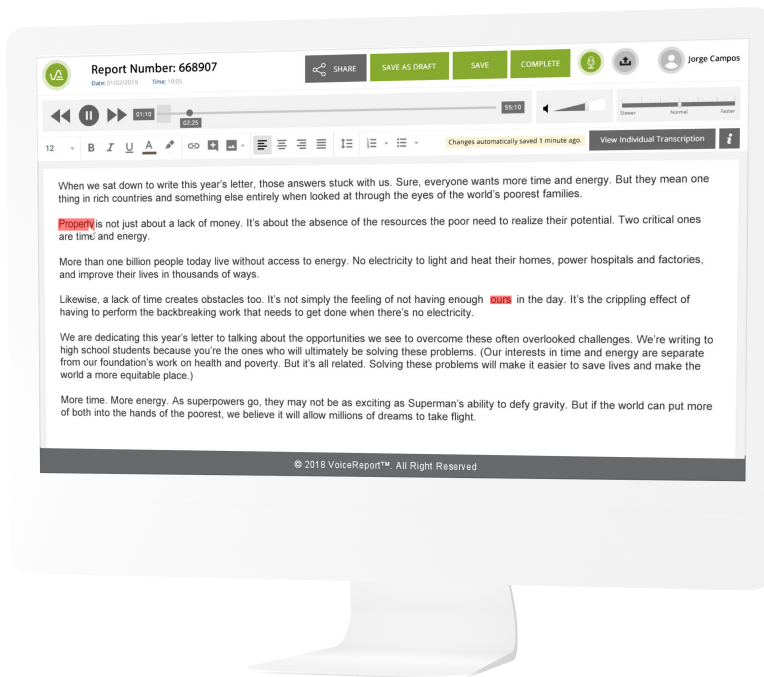 Report Number: 668907
Date: 01/02/2019 Time: 19:05
SHARE
SAVE AS DRAFT
SAVE
COMPLETE
Jorge Campos
01:10
02:25
55:10
Slower Normal Faster
12 B I U A
Changes automatically saved 1 minute ago.
View Individual Transcription
i
When we sat down to write this year's letter, those answers stuck with us. Sure, everyone wants more time and energy. But they mean one
thing in rich countries and something else entirely when looked at through the eyes of the world's poorest families.
Property is not just about a lack of money. It's about the absence of the resources the poor need to realize their potential. Two critical ones
are time and energy.
More than one billion people today live without access to energy. No electricity to light and heat their homes, power hospitals and factories,
and improve their lives in thousands of ways.
Likewise, a lack of time creates obstacles too. It's not simply the feeling of not having enough ours in the day. It's the crippling effect of
having to perform the backbreaking work that needs to get done when there's no electricity.
We are dedicating this year's letter to talking about the opportunities we see to overcome these often overlooked challenges. We're writing to
high school students because you're the ones who will ultimately be solving these problems. (Our interests in time and energy are separate
from our foundation's work on health and poverty. But it's all related. Solving these problems will make it easier to save lives and make the
world a more equitable place.)
More time. More energy. As superpowers go, they may not be as exciting as Superman's ability to defy gravity. But if the world can put more
of both into the hands of the poorest, we believe it will allow millions of dreams to take flight.
© 2018 VoiceReport™. All Right Reserved